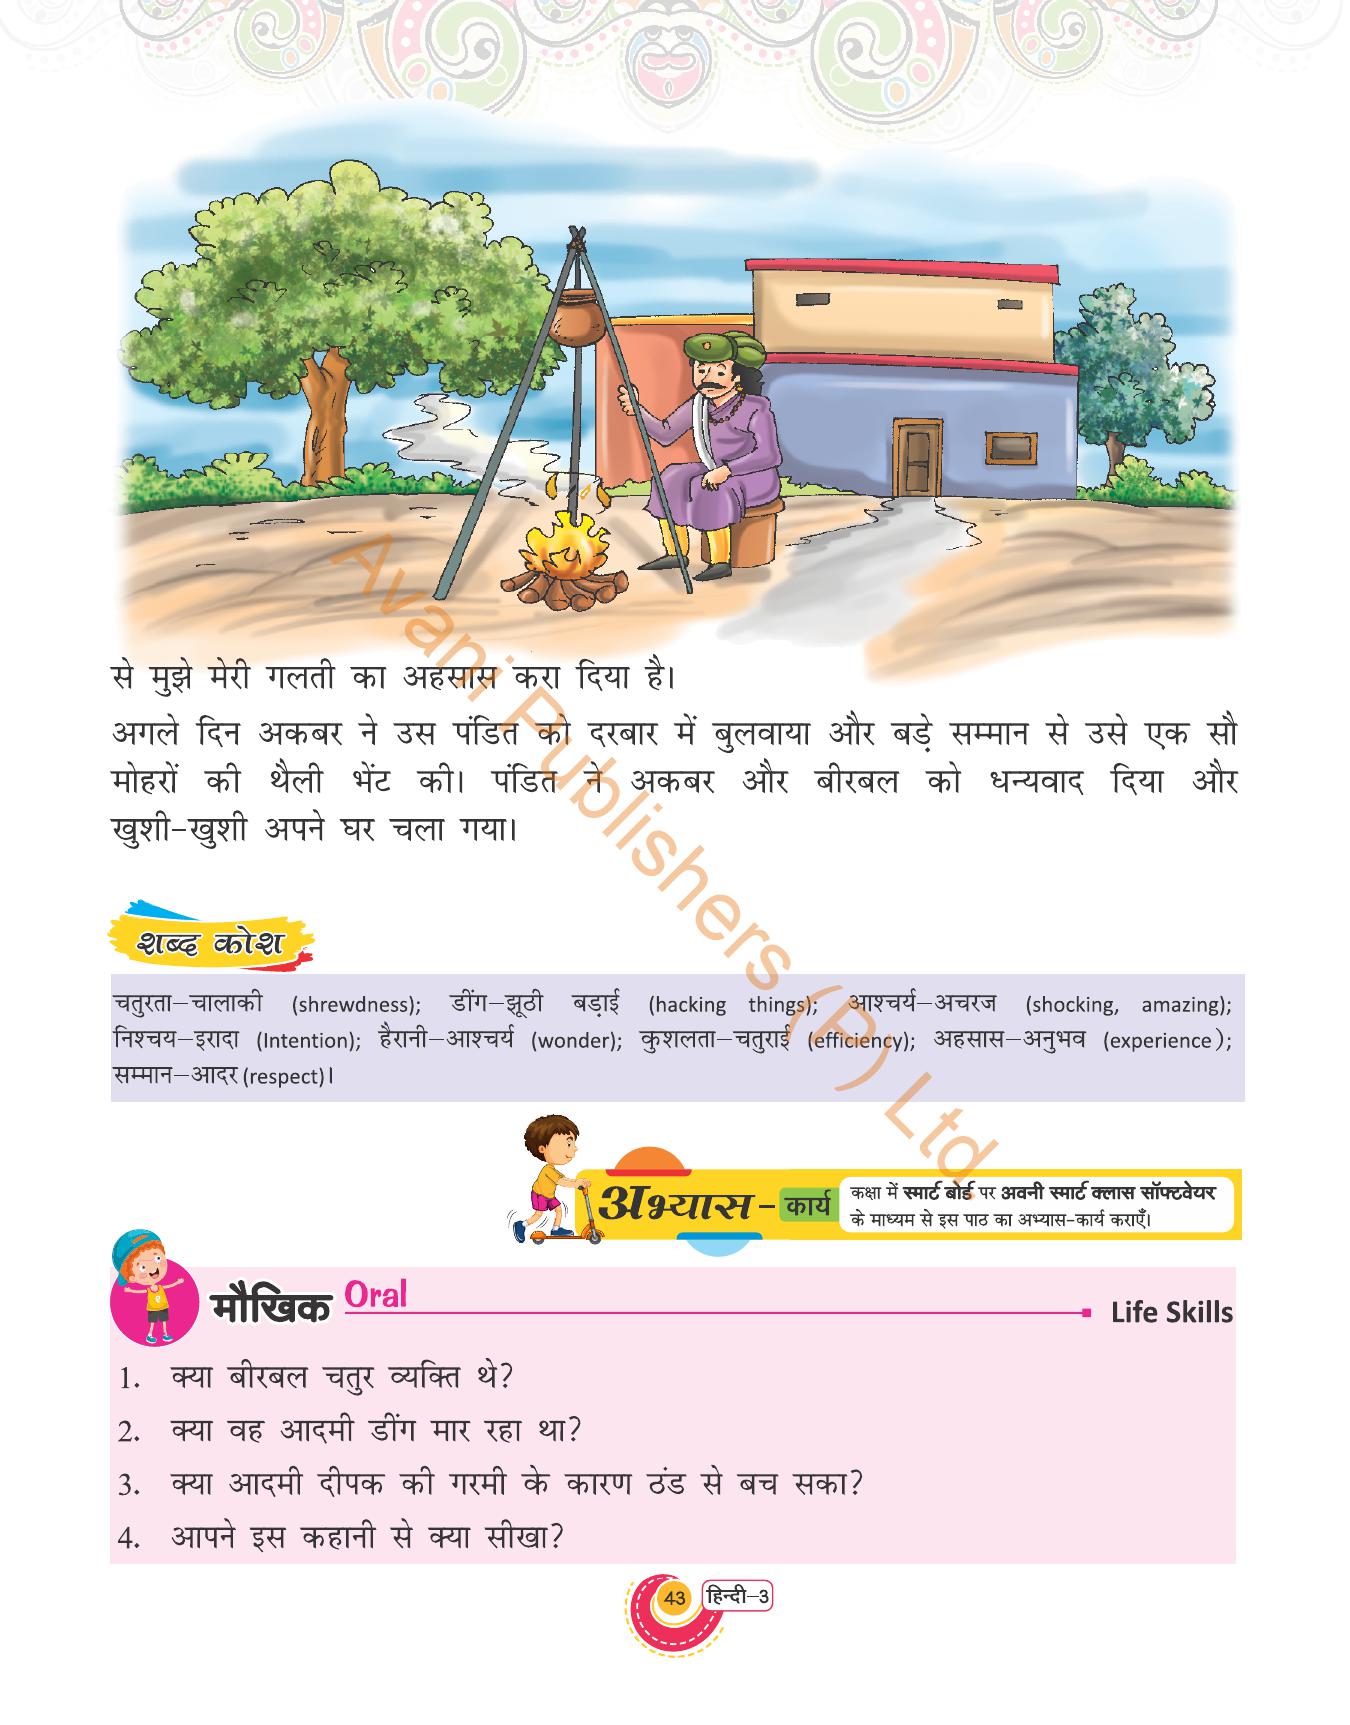 से मुझे मेरी गलती का अहसास करा दिया है।
अगले दिन अकबर ने उस पंडित को दरबार में बुलवाया और बड़े सम्मान से उसे एक सौ
मोहरों की थैली भेंट की। पंडित ने अकबर और बीरबल को धन्यवाद दिया और
खुशी-खुशी अपने घर चला गया।
शब्द कोश
चतुरता–चालाकी (shrewdness); डींग–झूठी बड़ाई (hacking things); आश्चर्य–अचरज (shocking, amazing);
निश्चय–इरादा (Intention); हैरानी–आश्चर्य (wonder); कुशलता–चतुराई (efficiency); अहसास–अनुभव (experience);
सम्मान–आदर (respect)।
अभ्यास - कार्य
कक्षा में स्मार्ट बोर्ड पर अवनी स्मार्ट क्लास सॉफ्टवेयर
के माध्यम से इस पाठ का अभ्यास-कार्य कराएँ।
मौखिक Oral Life Skills
1. क्या बीरबल चतुर व्यक्ति थे?
2. क्या वह आदमी डींग मार रहा था?
3. क्या आदमी दीपक की गरमी के कारण ठंड से बच सका?
4. आपने इस कहानी से क्या सीखा?
43 हिन्दी–3
Avani Publishers (P) Ltd.